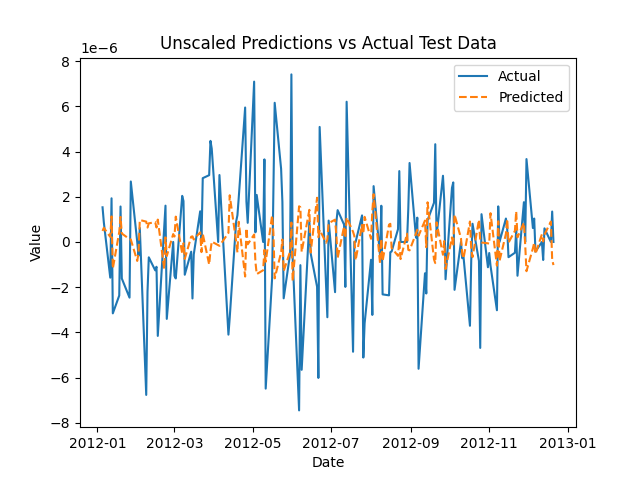 Unscaled Predictions vs Actual Test Data
1e−6
8
6
4
2
0
−2
−4
−6
−8
Value
Actual
Predicted
2012-01 2012-03 2012-05 2012-07 2012-09 2012-11 2013-01
Date